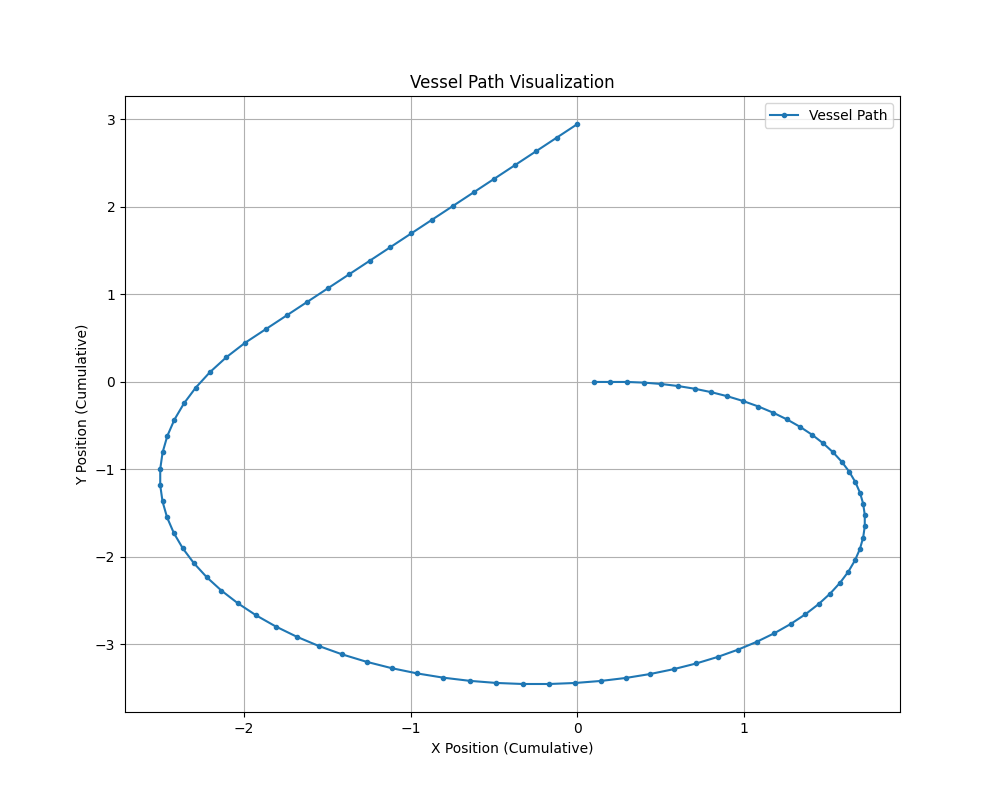 Vessel Path Visualization
Vessel Path
3
2
1
0
−1
−2
−3
Y Position (Cumulative)
−2
−1
0
1
X Position (Cumulative)